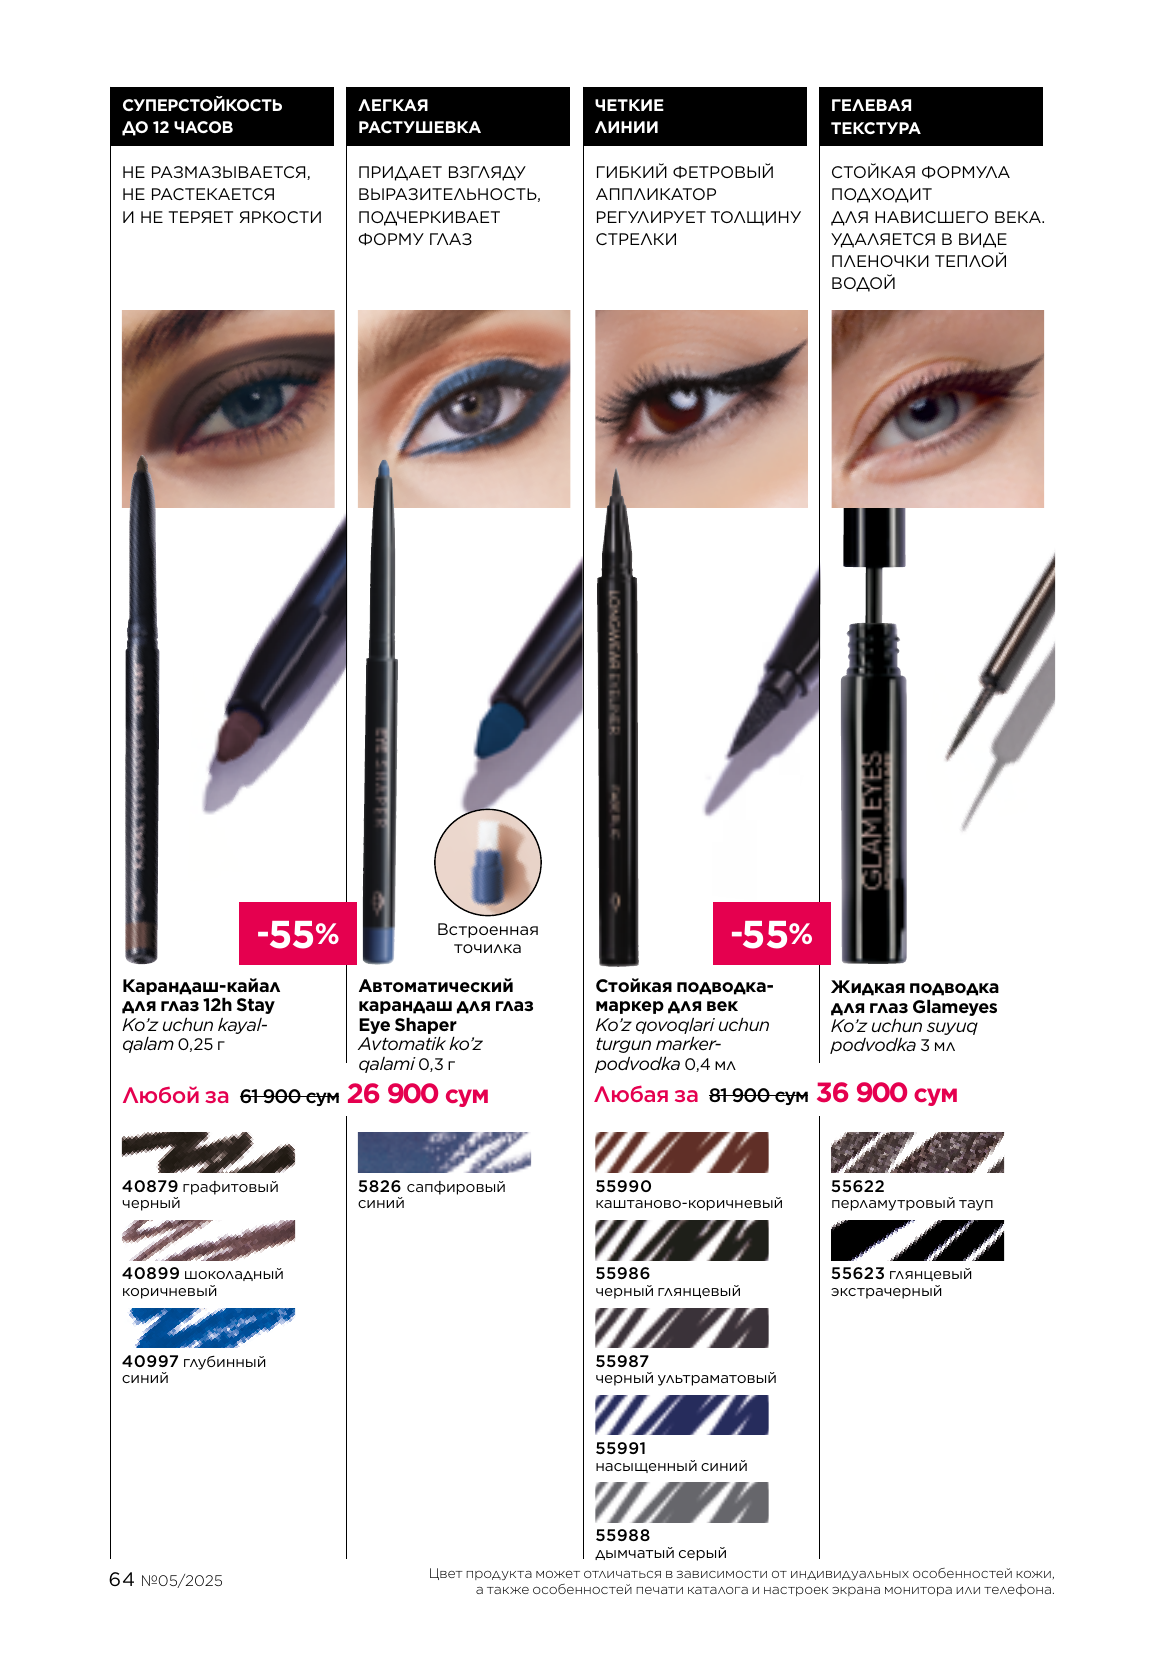 СУПЕРСТОЙКОСТЬ
ДО 12 ЧАСОВ
НЕ РАЗМАЗЫВАЕТСЯ,
НЕ РАСТЕКАЕТСЯ
И НЕ ТЕРЯЕТ ЯРКОСТИ
ЛЕГКАЯ
РАСТУШЕВКА
ПРИДАЕТ ВЗГЛЯДУ
ВЫРАЗИТЕЛЬНОСТЬ,
ПОДЧЕРКИВАЕТ
ФОРМУ ГЛАЗ
ЧЕТКИЕ
ЛИНИИ
ГИБКИЙ ФЕТРОВЫЙ
АППЛИКАТОР
РЕГУЛИРУЕТ ТОЛЩИНУ
СТРЕЛКИ
ГЕЛЕВАЯ
ТЕКСТУРА
СТОЙКАЯ ФОРМУЛА
ПОДХОДИТ
ДЛЯ НАВИСШЕГО ВЕКА.
УДАЛЯЕТСЯ В ВИДЕ
ПЛЕНОЧКИ ТЕПЛОЙ
ВОДОЙ
EYE SHAPER
LONGWEAR EYELINER
GLAM EYES
Встроенная
точилка
-55%
-55%
Карандаш-кайал
для глаз 12h Stay
Ko’z uchun kayal-
qalam 0,25 г
Автоматический
карандаш для глаз
Eye Shaper
Avtomatik ko’z
qalami 0,3 г
Любой за 61 900 сум 26 900 сум
Стойкая подводка-
маркер для век
Ko’z qovoqlari uchun
turgun marker-
podvodka 0,4 мл
Жидкая подводка
для глаз Glameyes
Ko’z uchun suyuq
podvodka 3 мл
Любая за 81 900 сум 36 900 сум
40879 графитовый
черный
40899 шоколадный
коричневый
40997 глубинный
синий
5826 сапфировый
синий
55990
каштаново-коричневый
55986
черный глянцевый
55987
черный ультраматовый
55991
насыщенный синий
55988
дымчатый серый
55622
перламутровый тауп
55623 глянцевый
экстрачерный
64 №05/2025
Цвет продукта может отличаться в зависимости от индивидуальных особенностей кожи,
а также особенностей печати каталога и настроек экрана монитора или телефона.